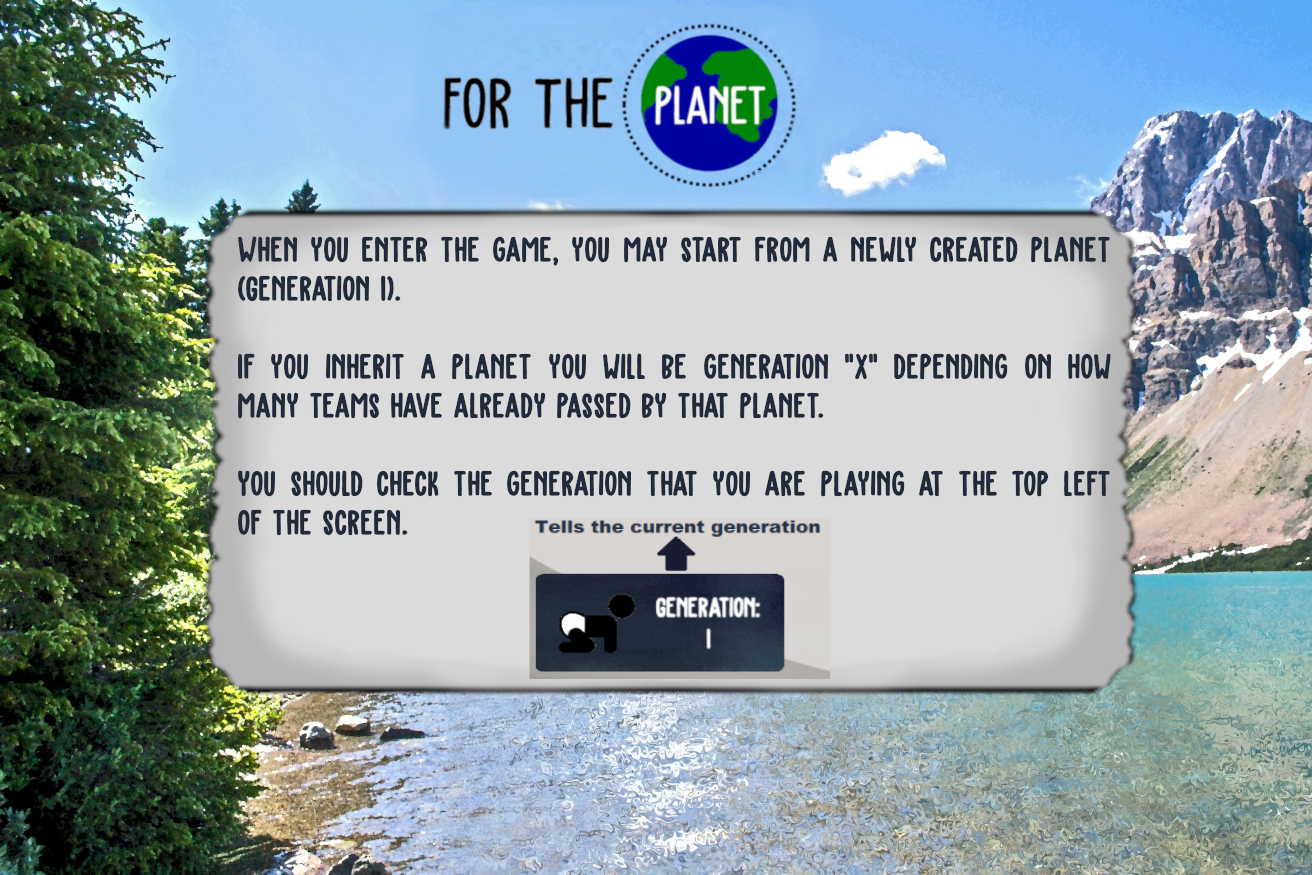 FOR THE PLANET
WHEN YOU ENTER THE GAME, YOU MAY START FROM A NEWLY CREATED PLANET
(GENERATION 1).
IF YOU INHERIT A PLANET YOU WILL BE GENERATION "X" DEPENDING ON HOW
MANY TEAMS HAVE ALREADY PASSED BY THAT PLANET.
YOU SHOULD CHECK THE GENERATION THAT YOU ARE PLAYING AT THE TOP LEFT
OF THE SCREEN.
Tells the current generation
GENERATION:
1